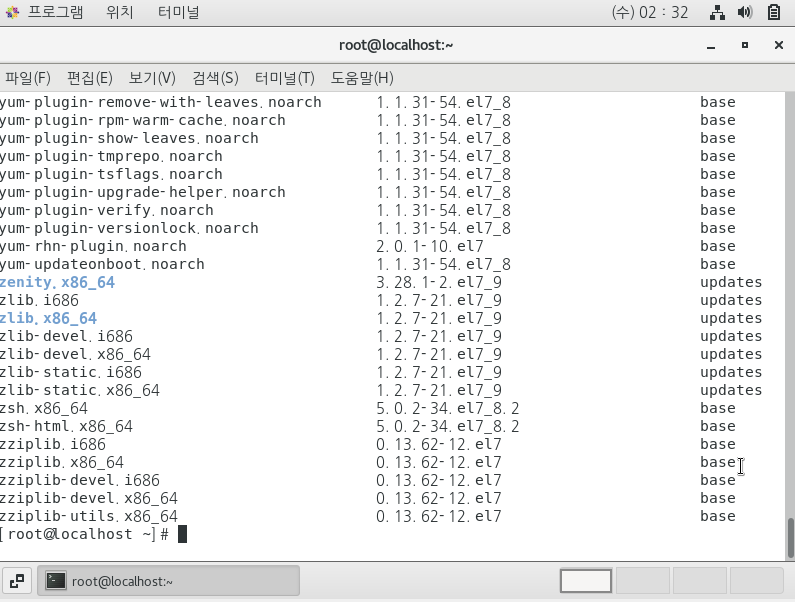 프로그램 위치 터미널 (수) 02 : 32
root@localhost:~
파일(F) 편집(E) 보기(V) 검색(S) 터미널(T) 도움말(H)
yum-plugin-remove-with-leaves.noarch 1.1.31-54.el7_8 base
yum-plugin-rpm-warm-cache.noarch 1.1.31-54.el7_8 base
yum-plugin-show-leaves.noarch 1.1.31-54.el7_8 base
yum-plugin-tmprepo.noarch 1.1.31-54.el7_8 base
yum-plugin-tsflags.noarch 1.1.31-54.el7_8 base
yum-plugin-upgrade-helper.noarch 1.1.31-54.el7_8 base
yum-plugin-verify.noarch 1.1.31-54.el7_8 base
yum-plugin-versionlock.noarch 1.1.31-54.el7_8 base
yum-rhn-plugin.noarch 2.0.1-10.el7 base
yum-updateonboot.noarch 1.1.31-54.el7_8 base
zenity.x86_64 3.28.1-2.el7_9 updates
zlib.i686 1.2.7-21.el7_9 updates
zlib.x86_64 1.2.7-21.el7_9 updates
zlib-devel.i686 1.2.7-21.el7_9 updates
zlib-devel.x86_64 1.2.7-21.el7_9 updates
zlib-static.i686 1.2.7-21.el7_9 updates
zlib-static.x86_64 1.2.7-21.el7_9 updates
zsh.x86_64 5.0.2-34.el7_8.2 base
zsh-html.x86_64 5.0.2-34.el7_8.2 base
zziplib.i686 0.13.62-12.el7 base
zziplib.x86_64 0.13.62-12.el7 base
zziplib-devel.i686 0.13.62-12.el7 base
zziplib-devel.x86_64 0.13.62-12.el7 base
zziplib-utils.x86_64 0.13.62-12.el7 base
[root@localhost ~]#
root@localhost:~